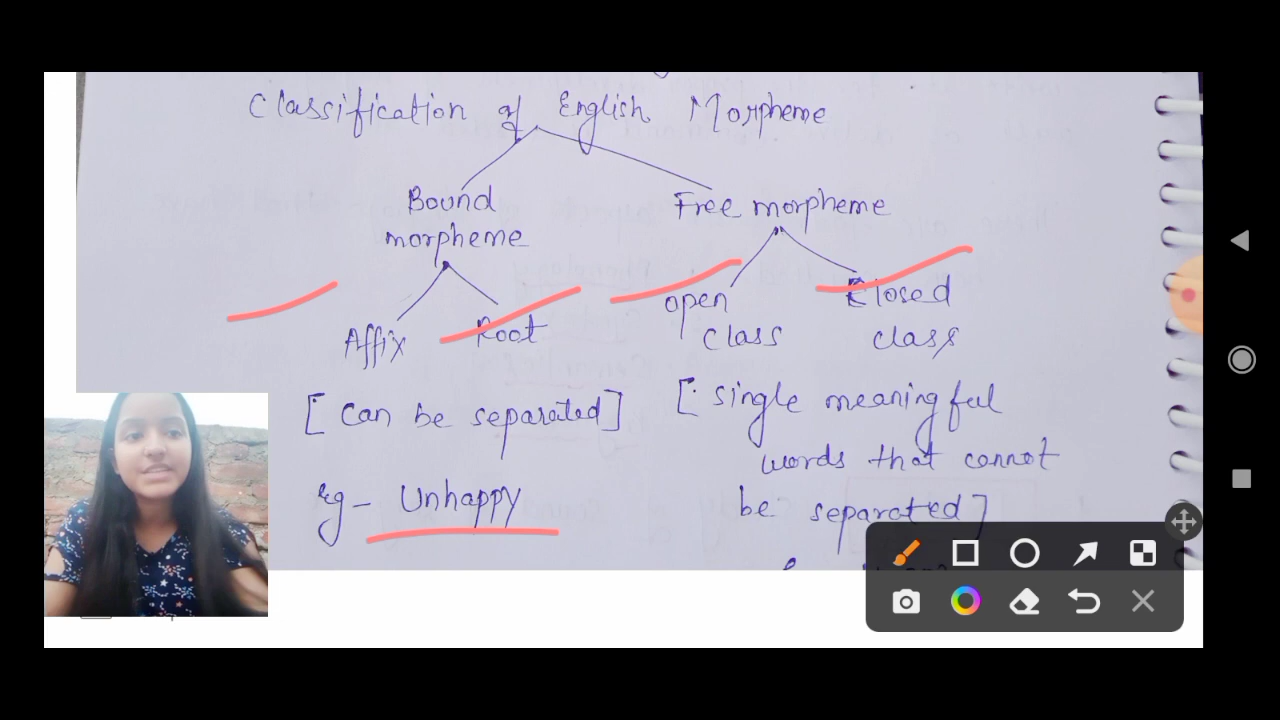 Classification of English Morpheme
Bound
morpheme
Free morpheme
Affix
Root
open
class
Closed
class
[ can be separated]
eg - Unhappy
[ single meaningful
words that cannot
be separated]